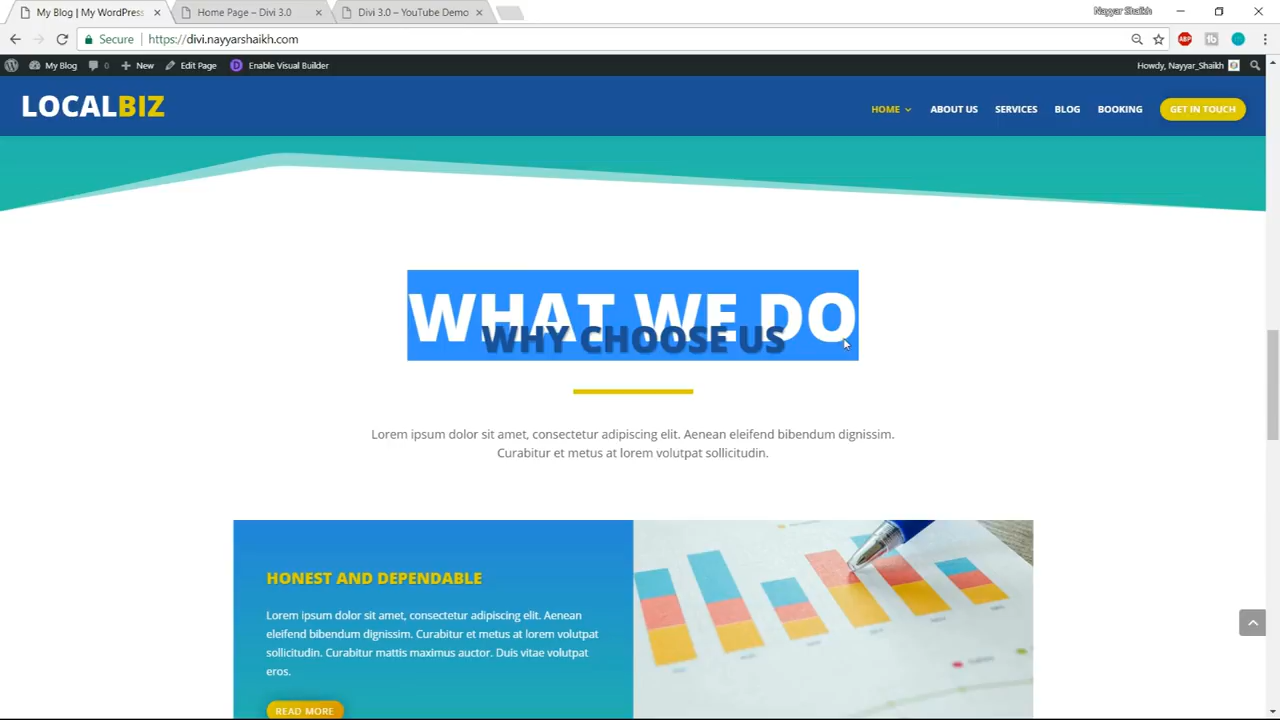 My Blog | My WordPress
Home Page – Divi 3.0
Divi 3.0 – YouTube Demo
Nayyar Shaikh
Secure
https://divi.nayyarshaikh.com
ABP
My Blog
0
New
Edit Page
D
Enable Visual Builder
Howdy, Nayyar_Shaikh
LOCALBIZ
HOME
ABOUT US
SERVICES
BLOG
BOOKING
GET IN TOUCH
WHAT WE DO
WHY CHOOSE US
Lorem ipsum dolor sit amet, consectetur adipiscing elit. Aenean eleifend bibendum dignissim.
Curabitur et metus at lorem volutpat sollicitudin.
HONEST AND DEPENDABLE
Lorem ipsum dolor sit amet, consectetur adipiscing elit. Aenean
eleifend bibendum dignissim. Curabitur et metus at lorem volutpat
sollicitudin. Curabitur mattis maximus auctor. Duis vitae volutpat
eros.
READ MORE